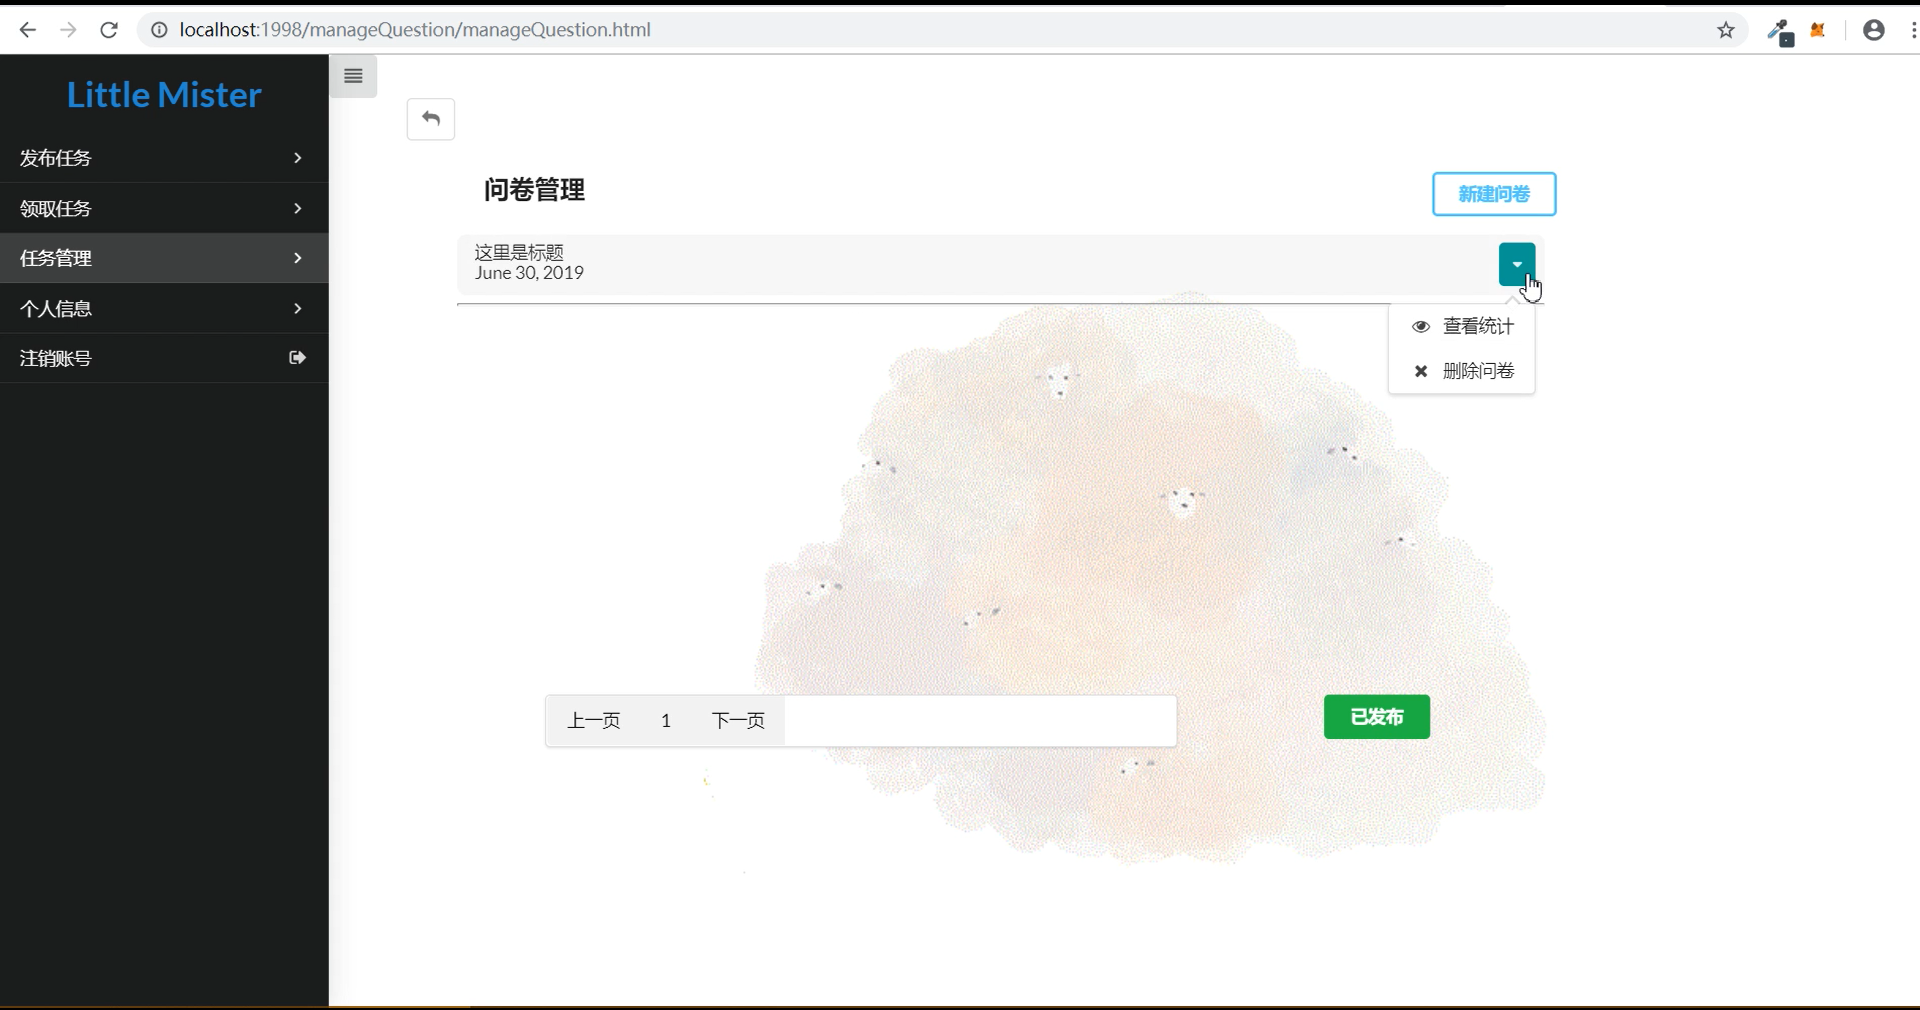 localhost:1998/manageQuestion/manageQuestion.html
Little Mister
发布任务
领取任务
任务管理
个人信息
注销账号
问卷管理
新建问卷
这里是标题
June 30, 2019
查看统计
删除问卷
上一页 1 下一页
已发布